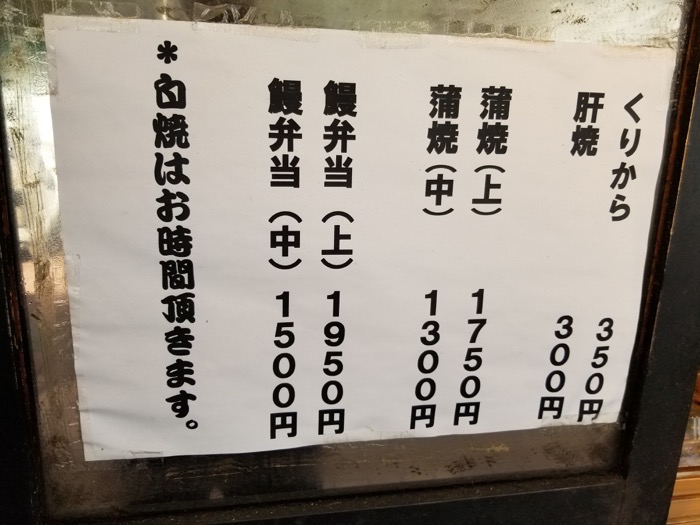 くりから 350円
肝焼 300円
蒲焼(上) 1750円
蒲焼(中) 1300円
鰻弁当(上) 1950円
鰻弁当(中) 1500円
*白焼はお時間頂きます。